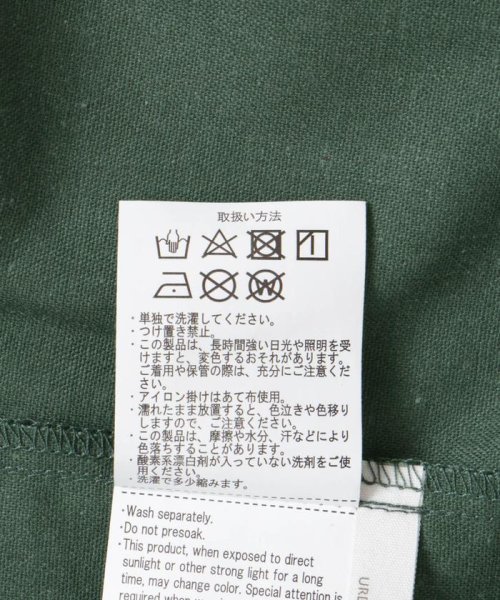 取扱い方法
・単独で洗濯してください。
・つけ置き禁止。
・この製品は、長時間強い日光や照明を受
けますと、変色するおそれがあります。
ご着用や保管の際は、充分にご注意くださ
い。
・アイロン掛けはあて布使用。
・濡れたまま放置すると、色泣きや色移り
しますので、ご注意ください。
・この製品は、摩擦や水分、汗などにより
色落ちすることがあります。
・酸素系漂白剤が入っていない洗剤をご使
用ください。
・洗濯で多少縮みます。
・Wash separately.
・Do not presoak.
・This product, when exposed to direct
sunlight or other strong light for a long
time, may change color. Special attention is
required when